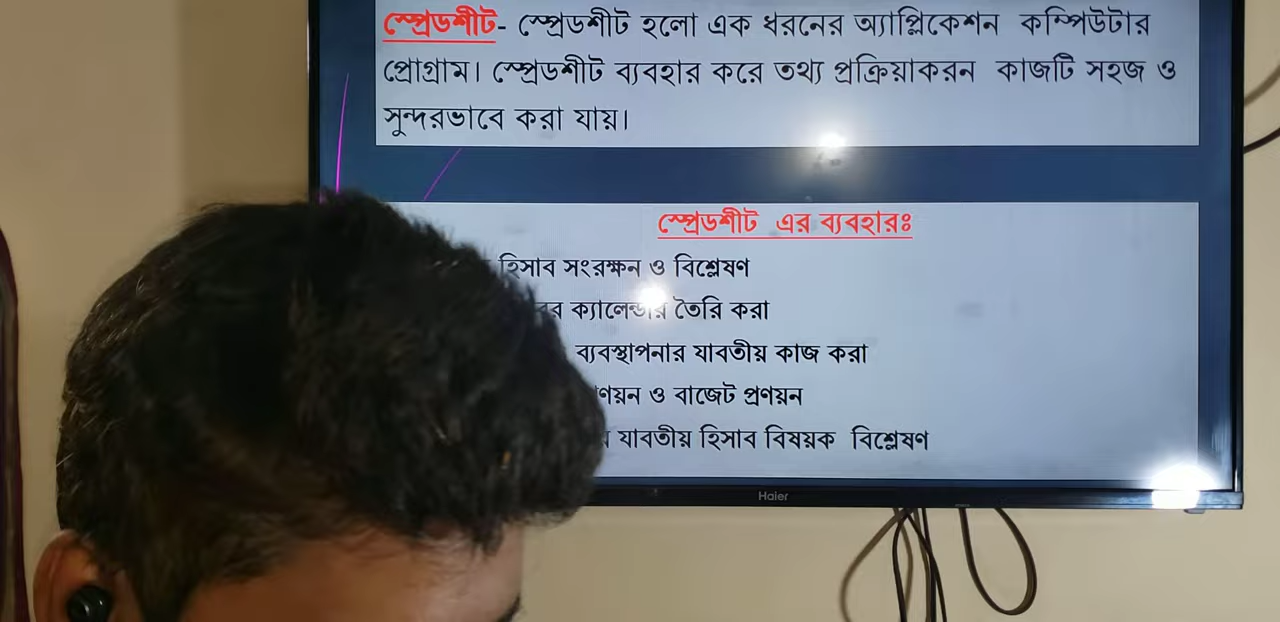 স্প্রেডশীট- স্প্রেডশীট হলো এক ধরনের অ্যাপ্লিকেশন কম্পিউটার
প্রোগ্রাম। স্প্রেডশীট ব্যবহার করে তথ্য প্রক্রিয়াকরন কাজটি সহজ ও
সুন্দরভাবে করা যায়।
স্প্রেডশীট এর ব্যবহারঃ
হিসাব সংরক্ষন ও বিশ্লেষণ
ক্যালেন্ডার তৈরি করা
ব্যবস্থাপনার যাবতীয় কাজ করা
ও বাজেট প্রণয়ন
যাবতীয় হিসাব বিষয়ক বিশ্লেষণ
Haier